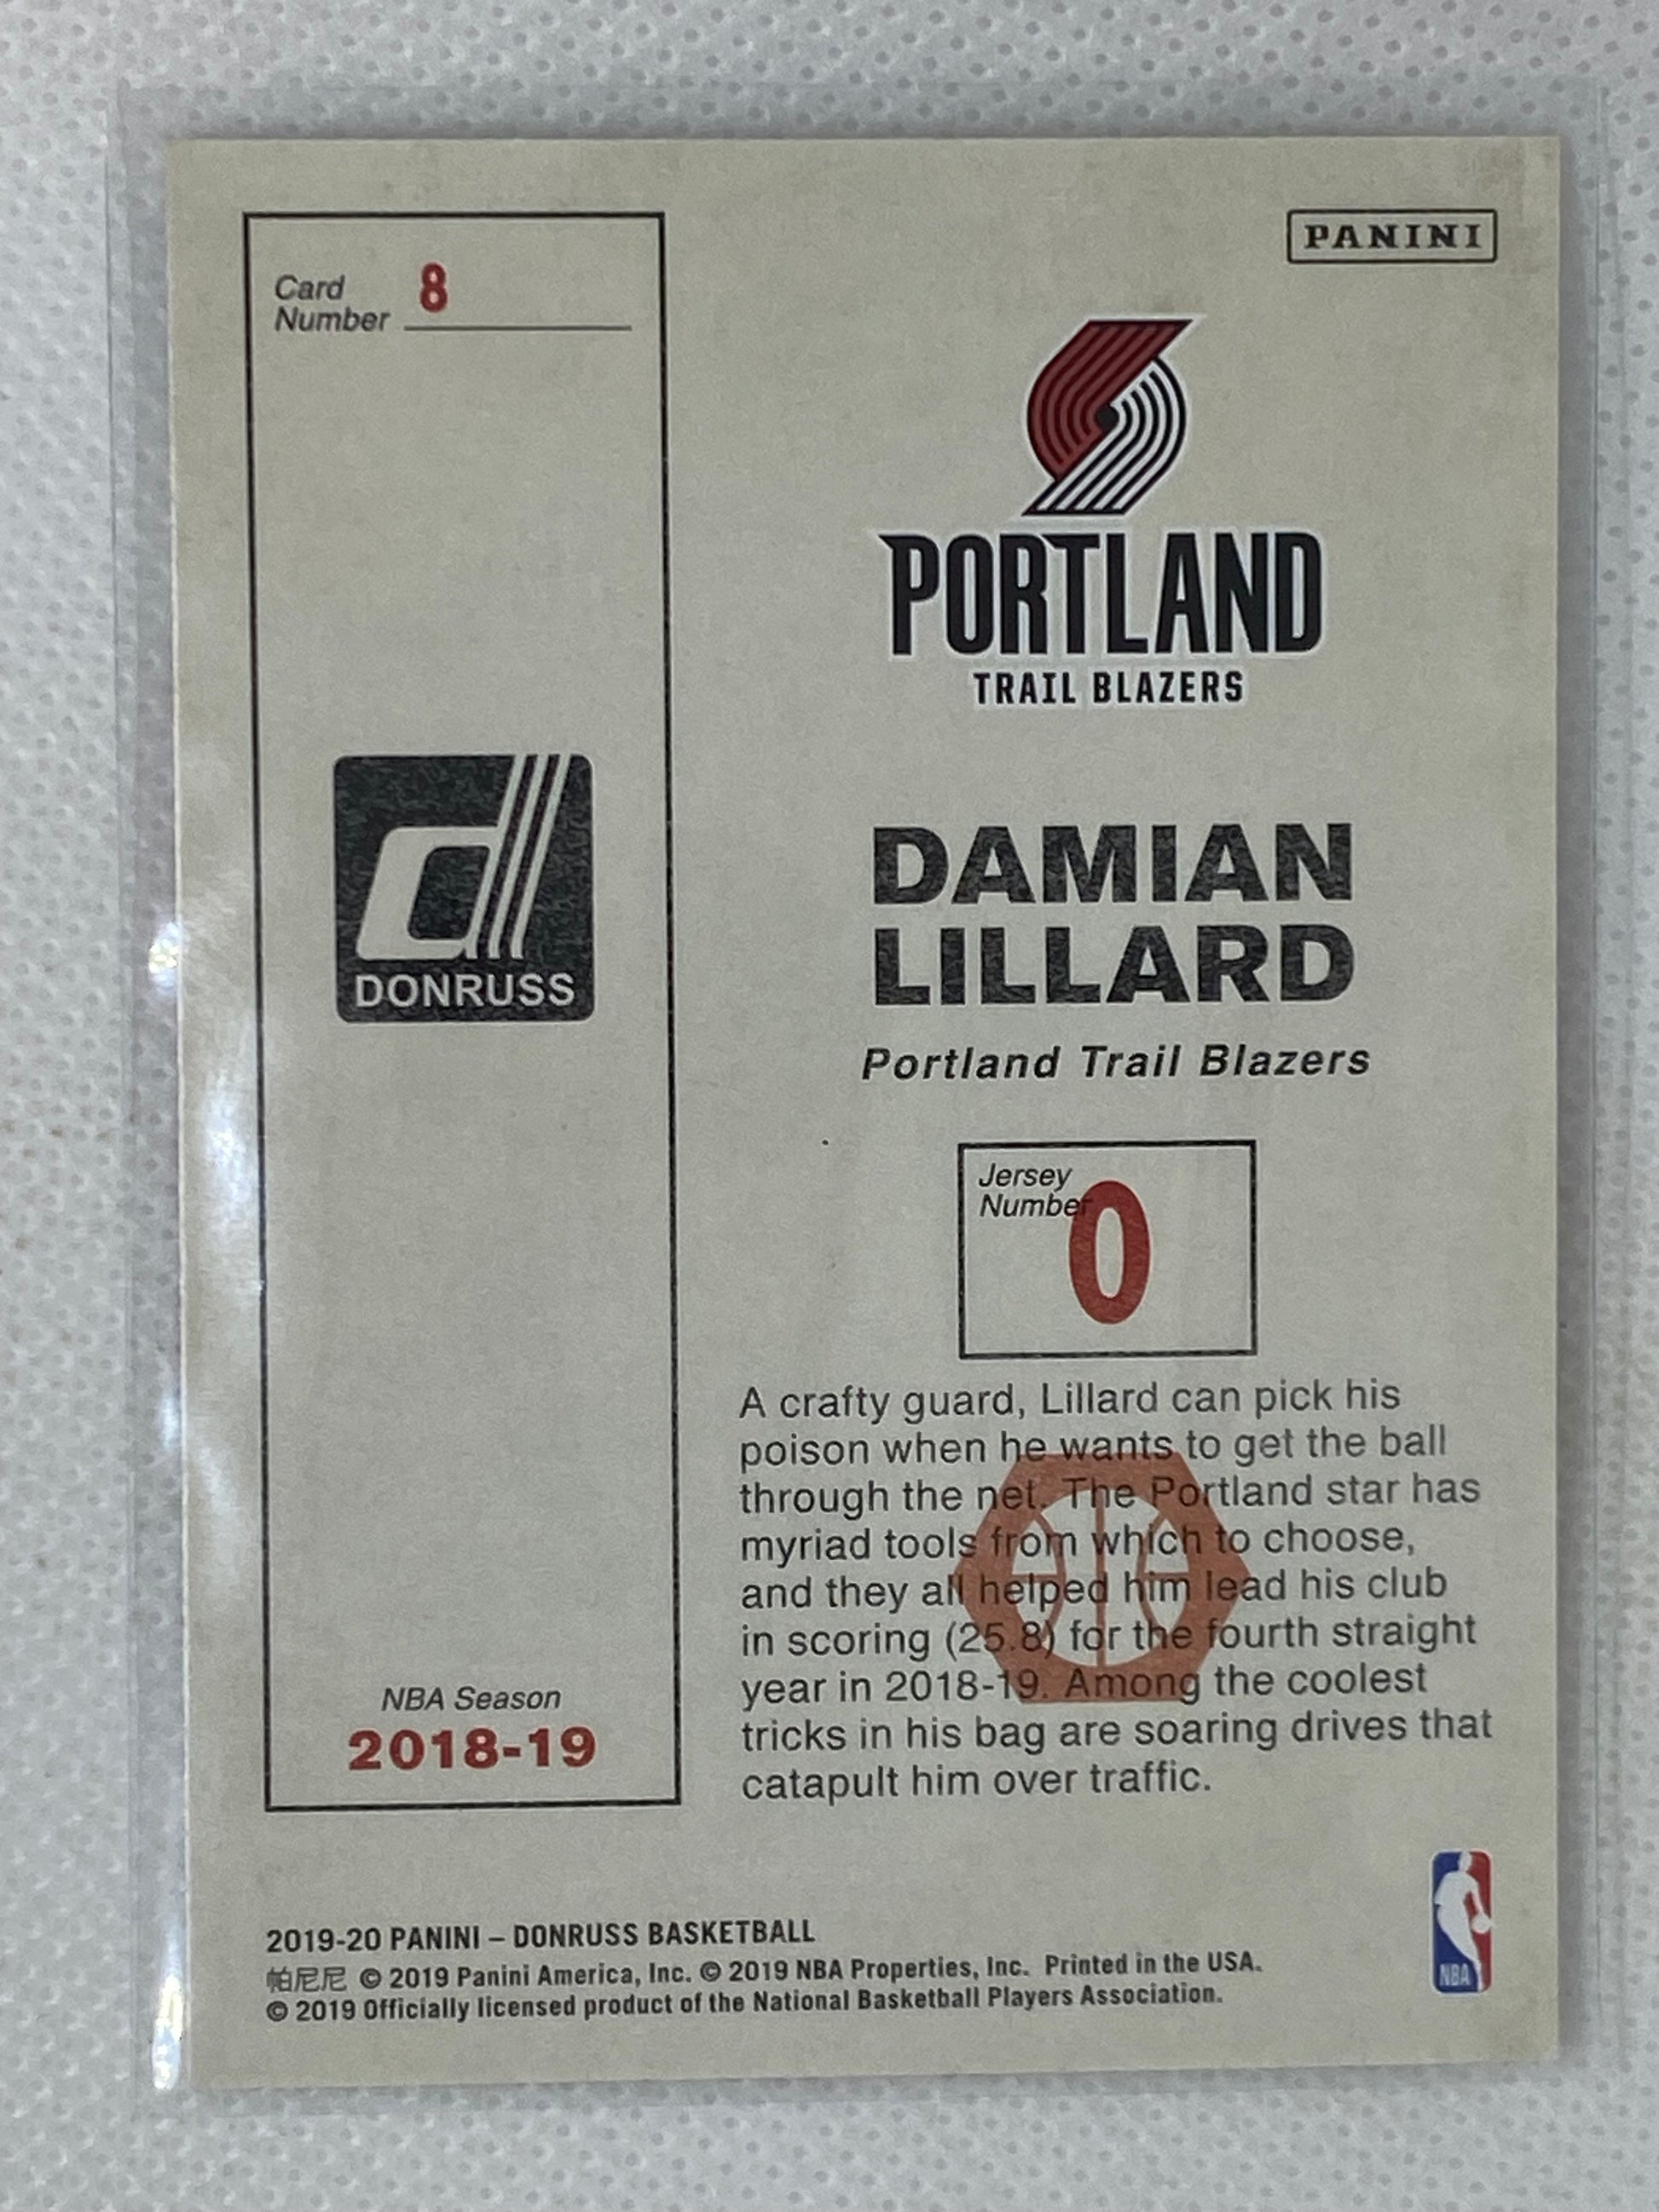 PANINI
Card
Number 8
PORTLAND
TRAIL BLAZERS
DONRUSS
DAMIAN
LILLARD
Portland Trail Blazers
Jersey
Number
0
A crafty guard, Lillard can pick his
poison when he wants to get the ball
through the net. The Portland star has
myriad tools from which to choose,
and they all helped him lead his club
in scoring (25.8) for the fourth straight
year in 2018-19. Among the coolest
tricks in his bag are soaring drives that
catapult him over traffic.
NBA Season
2018-19
2019-20 PANINI – DONRUSS BASKETBALL
帕尼尼 © 2019 Panini America, Inc. © 2019 NBA Properties, Inc. Printed in the USA.
© 2019 Officially licensed product of the National Basketball Players Association.
NBA